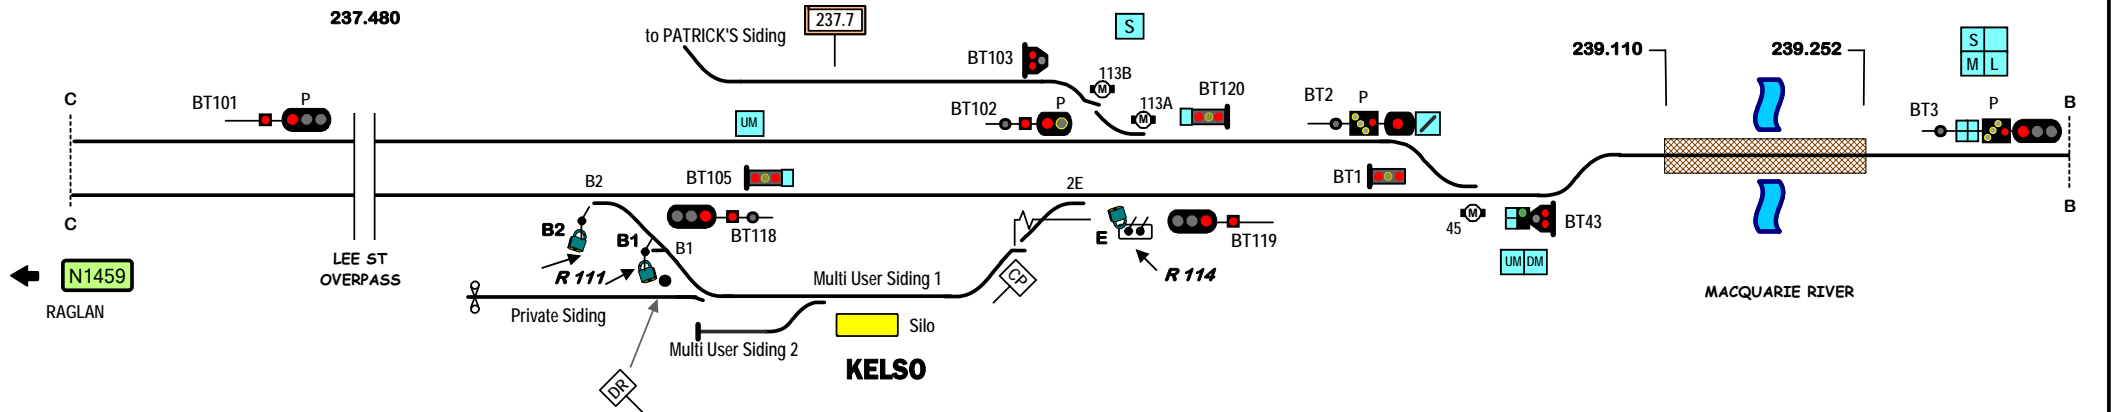 237.480
237.7
to PATRICK'S Siding
S
BT103
113B
239.110
239.252
S
M L
C
BT101
P
UM
BT102
P
113A
BT120
BT2
P
BT3
P
B
B2
BT105
2E
BT1
C
B2
B1
B1
BT118
E
BT119
45
BT43
B
N1459
RAGLAN
LEE ST
OVERPASS
R 111
Multi User Siding 1
CP
R 114
UM DM
MACQUARIE RIVER
Private Siding
Silo
Multi User Siding 2
KELSO
DR